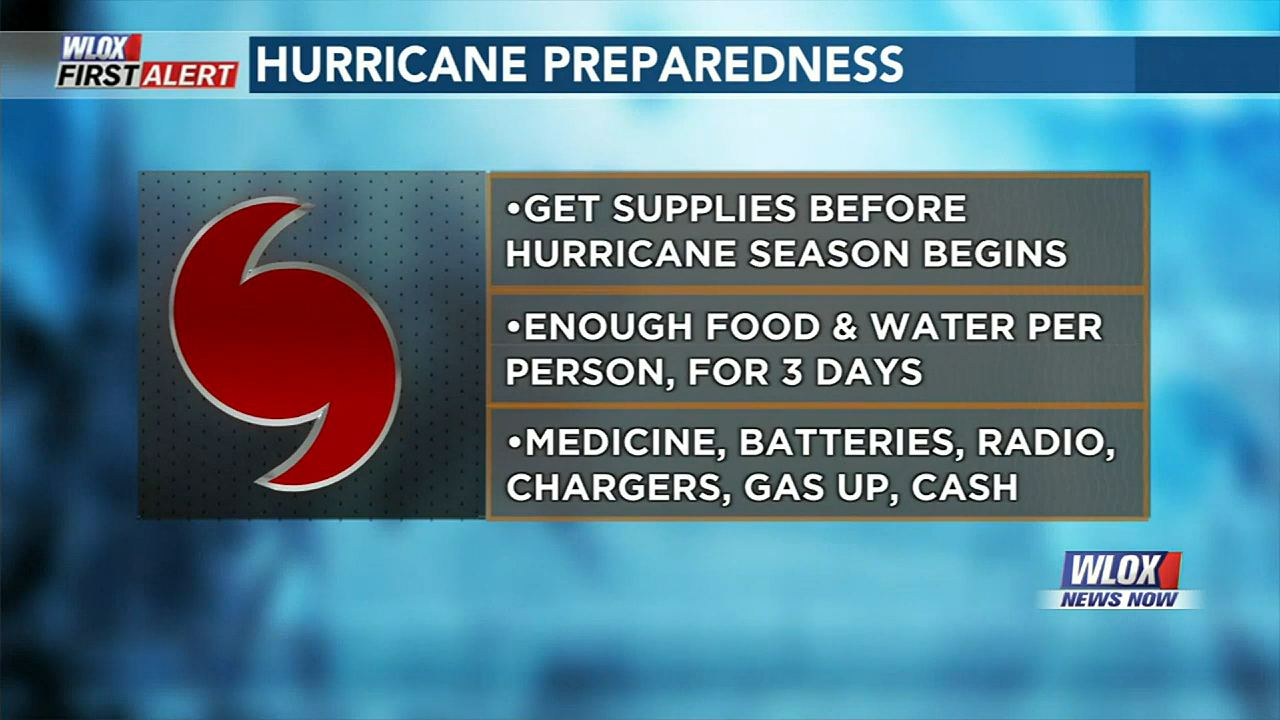 WLOX
FIRST ALERT
HURRICANE PREPAREDNESS
•GET SUPPLIES BEFORE
HURRICANE SEASON BEGINS
•ENOUGH FOOD & WATER PER
PERSON, FOR 3 DAYS
•MEDICINE, BATTERIES, RADIO,
CHARGERS, GAS UP, CASH
WLOX
NEWS NOW